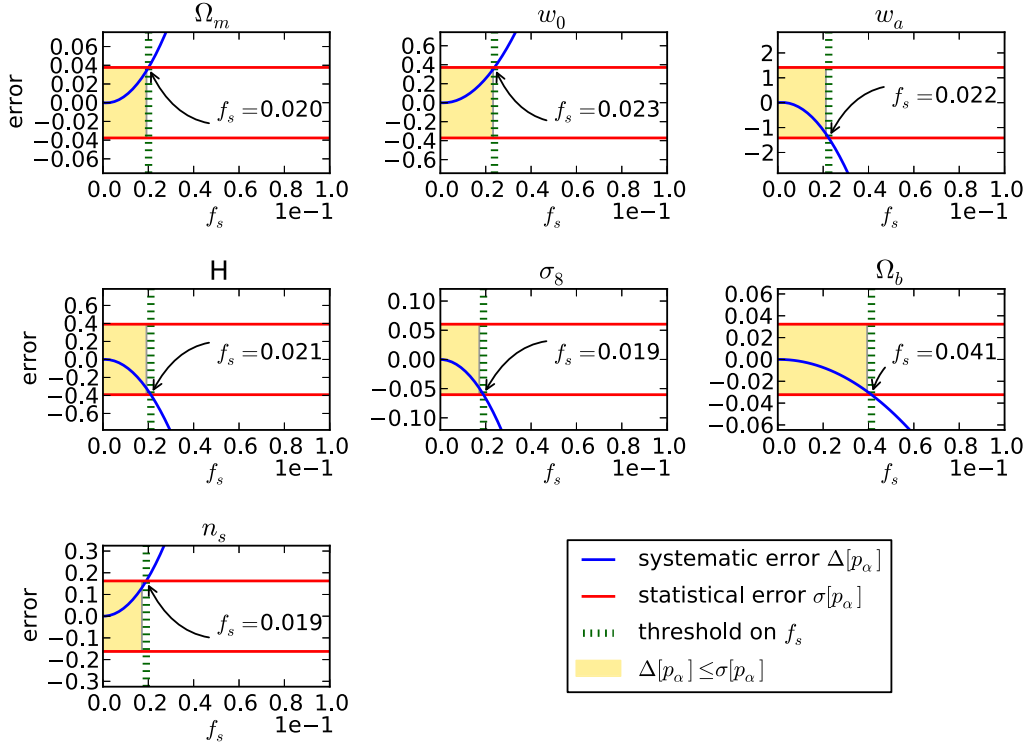 Ω_m
error
0.06
0.04
0.02
0.00
−0.02
−0.04
−0.06
f_s=0.020
0.0 0.2 0.4 0.6 0.8 1.0
f_s 1e−1
w_0
0.6
0.4
0.2
0.0
−0.2
−0.4
−0.6
f_s=0.023
0.0 0.2 0.4 0.6 0.8 1.0
f_s 1e−1
w_a
2
1
0
−1
−2
f_s=0.022
0.0 0.2 0.4 0.6 0.8 1.0
f_s 1e−1
H
error
0.6
0.4
0.2
0.0
−0.2
−0.4
−0.6
f_s=0.021
0.0 0.2 0.4 0.6 0.8 1.0
f_s 1e−1
σ_8
0.10
0.05
0.00
−0.05
−0.10
f_s=0.019
0.0 0.2 0.4 0.6 0.8 1.0
f_s 1e−1
Ω_b
0.06
0.04
0.02
0.00
−0.02
−0.04
−0.06
f_s=0.041
0.0 0.2 0.4 0.6 0.8 1.0
f_s 1e−1
n_s
error
0.3
0.2
0.1
0.0
−0.1
−0.2
−0.3
f_s=0.019
0.0 0.2 0.4 0.6 0.8 1.0
f_s 1e−1
systematic error Δ[p_α]
statistical error σ[p_α]
threshold on f_s
Δ[p_α]≤σ[p_α]